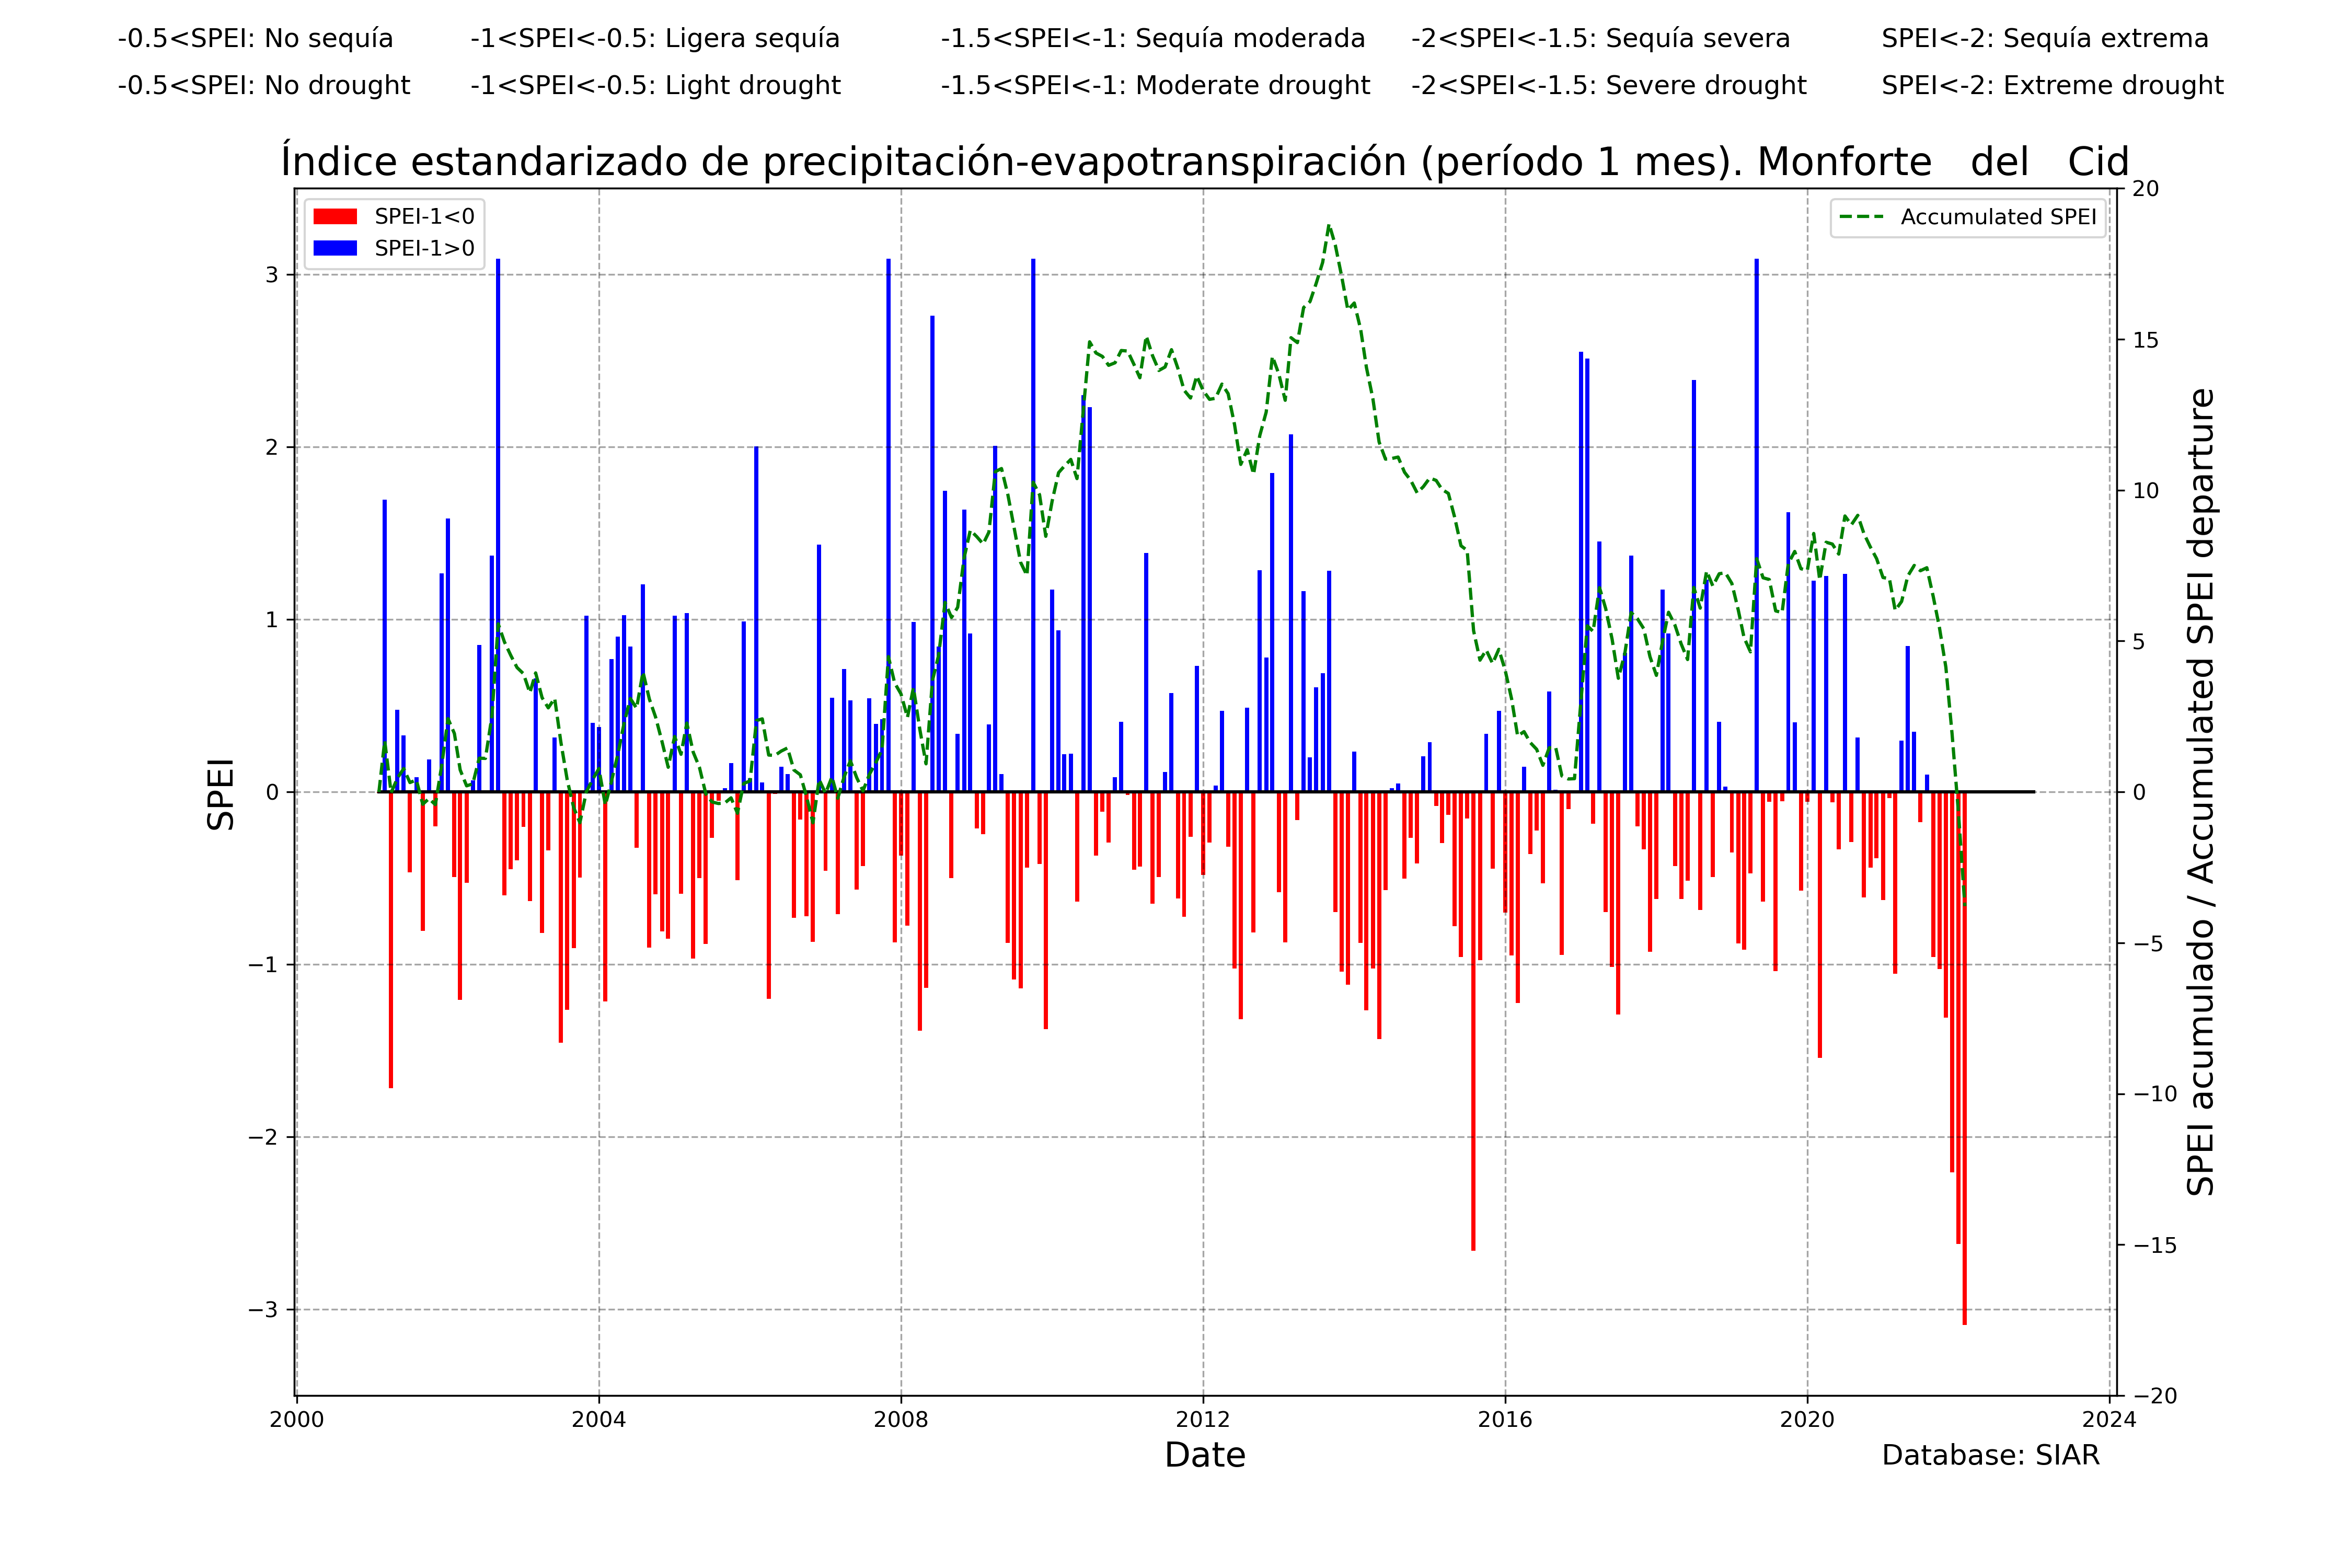 -0.5<SPEI: No sequía -1<SPEI<-0.5: Ligera sequía -1.5<SPEI<-1: Sequía moderada -2<SPEI<-1.5: Sequía severa SPEI<-2: Sequía extrema
-0.5<SPEI: No drought -1<SPEI<-0.5: Light drought -1.5<SPEI<-1: Moderate drought -2<SPEI<-1.5: Severe drought SPEI<-2: Extreme drought
Índice estandarizado de precipitación-evapotranspiración (período 1 mes). Monforte del Cid
SPEI-1<0
SPEI-1>0
Accumulated SPEI
SPEI
3
2
1
0
−1
−2
−3
20
15
10
5
0
−5
−10
−15
−20
SPEI acumulado / Accumulated SPEI departure
2000 2004 2008 2012 2016 2020 2024
Date
Database: SIAR